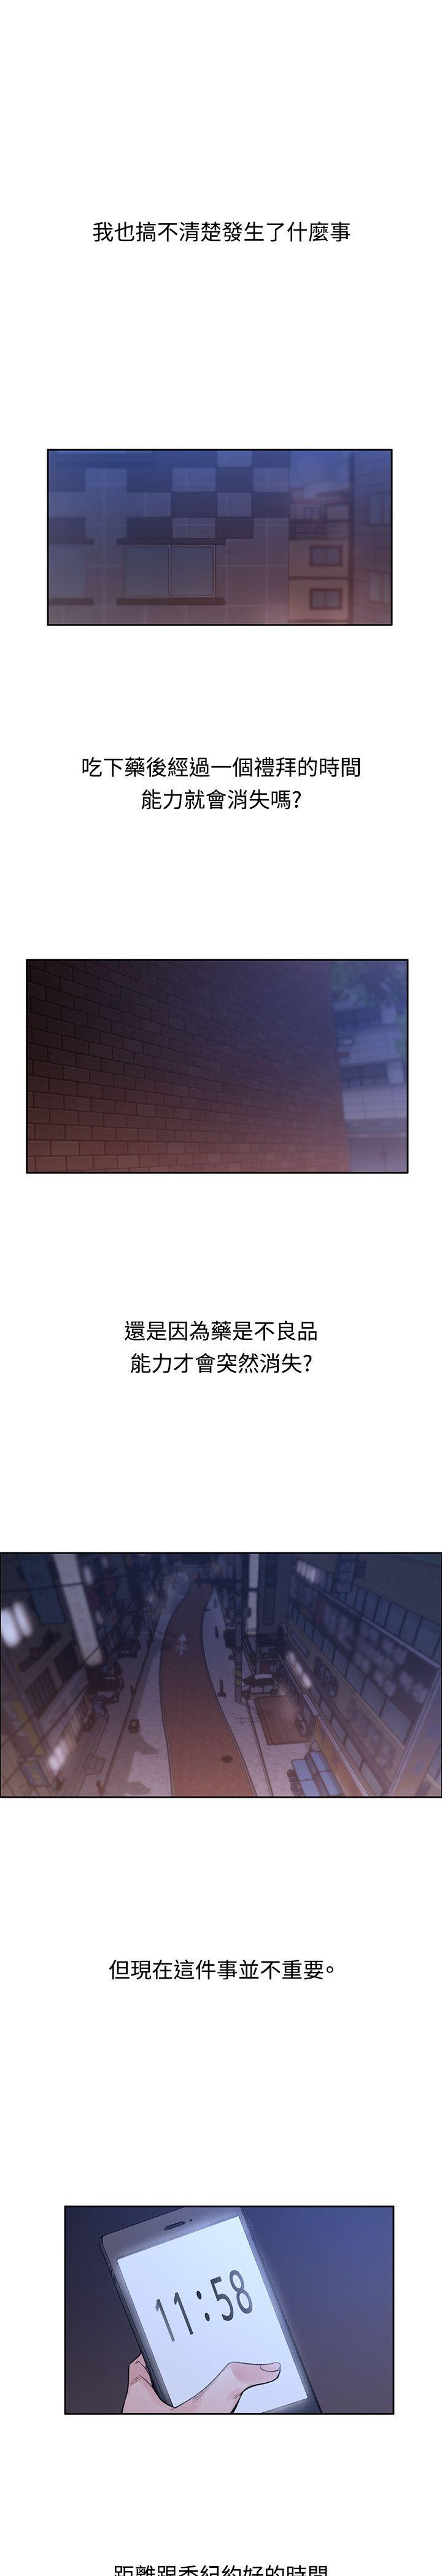 我也搞不清楚發生了什麼事
吃下藥後經過一個禮拜的時間
能力就會消失嗎?
還是因為藥是不良品
能力才會突然消失?
但現在這件事並不重要。
11:58
距離跟秀紀約好的時間